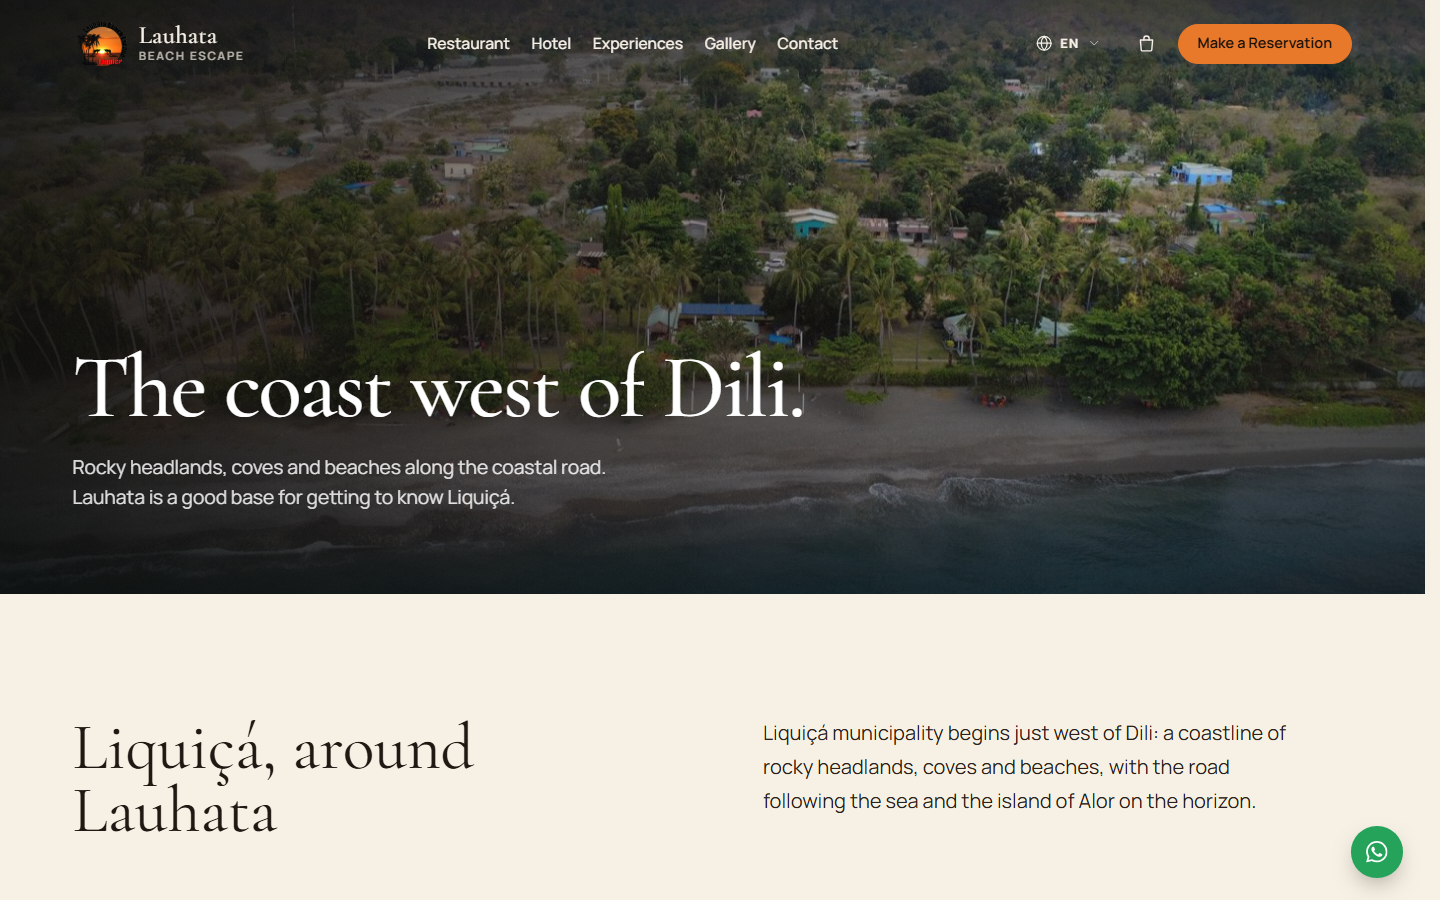 Lauhata
BEACH ESCAPE
Restaurant
Hotel
Experiences
Gallery
Contact
EN
Make a Reservation
The coast west of Dili.
Rocky headlands, coves and beaches along the coastal road.
Lauhata is a good base for getting to know Liquiçá.
Liquiçá, around
Lauhata
Liquiçá municipality begins just west of Dili: a coastline of
rocky headlands, coves and beaches, with the road
following the sea and the island of Alor on the horizon.